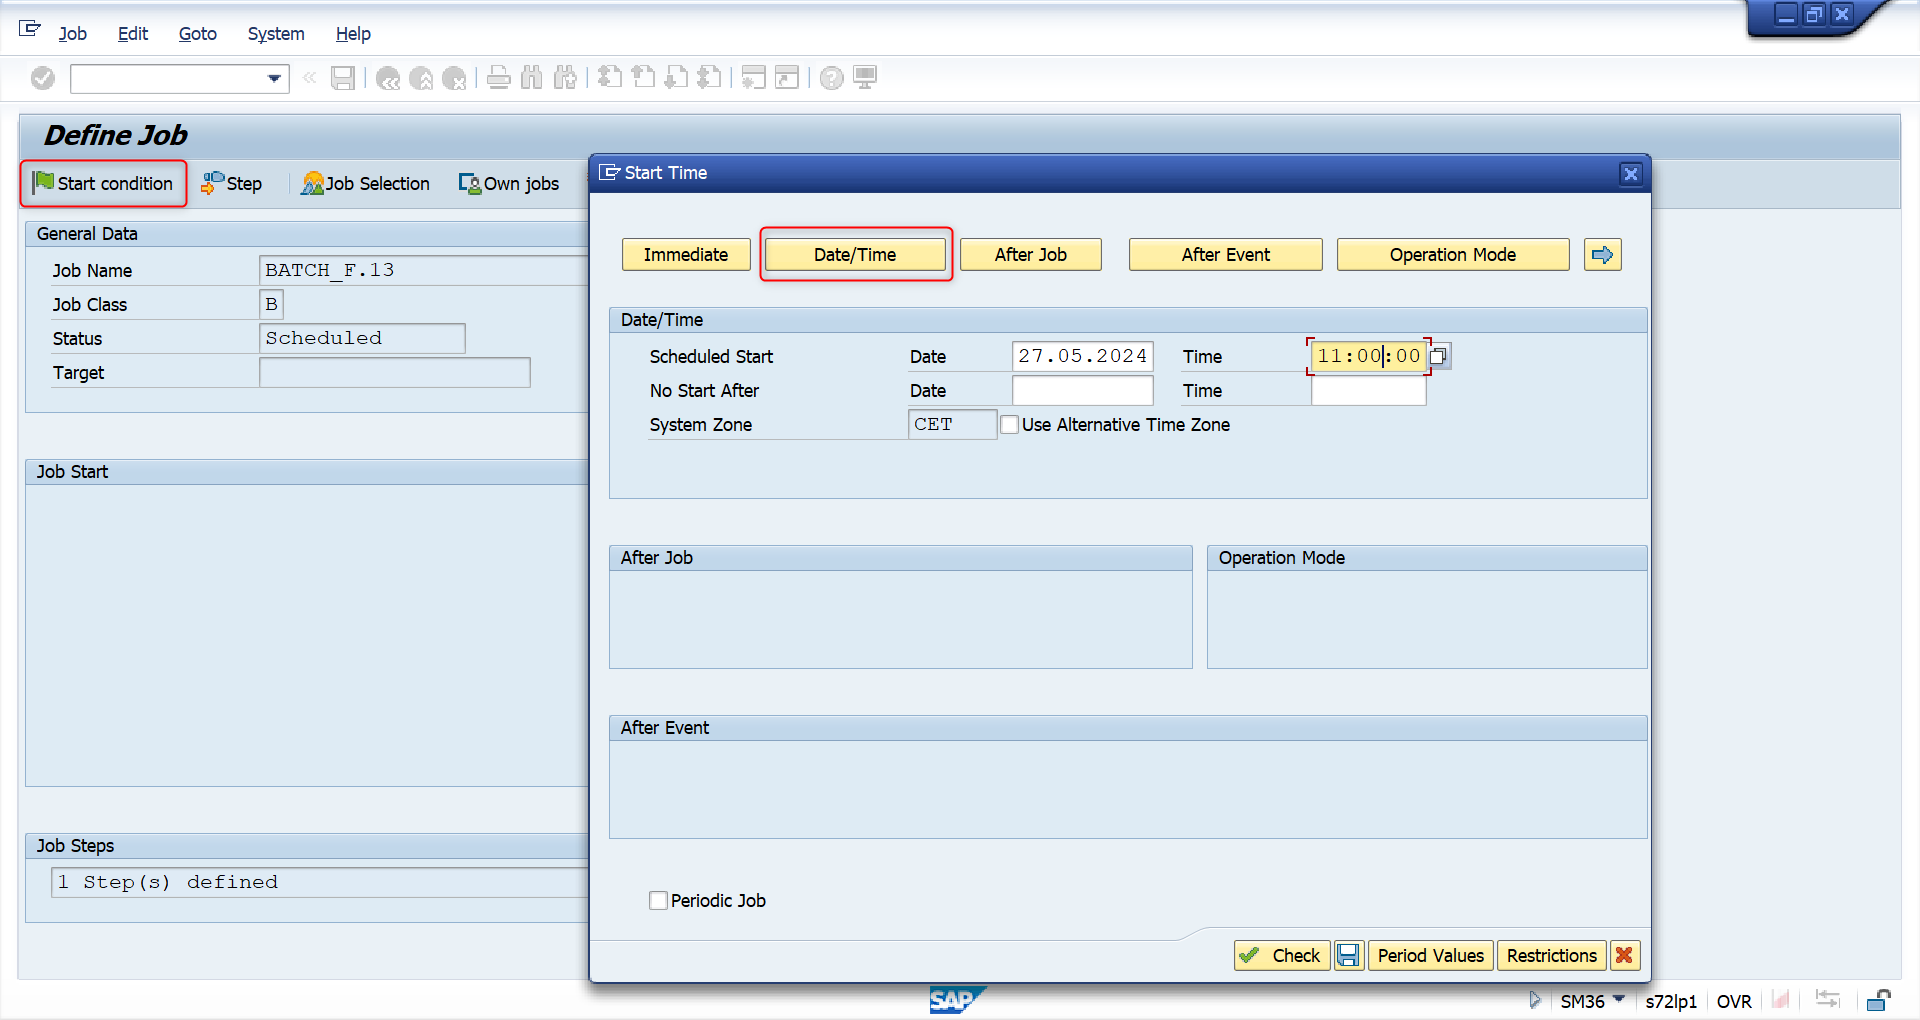 Job Edit Goto System Help
Define Job
Start condition Step Job Selection Own jobs
General Data
Job Name BATCH_F.13
Job Class B
Status Scheduled
Target
Job Start
Job Steps
1 Step(s) defined
Start Time
Immediate Date/Time After Job After Event Operation Mode
Date/Time
Scheduled Start Date 27.05.2024 Time 11:00:00
No Start After Date Time
System Zone CET Use Alternative Time Zone
After Job Operation Mode
After Event
Periodic Job
Check Period Values Restrictions
SAP SM36 s72lp1 OVR